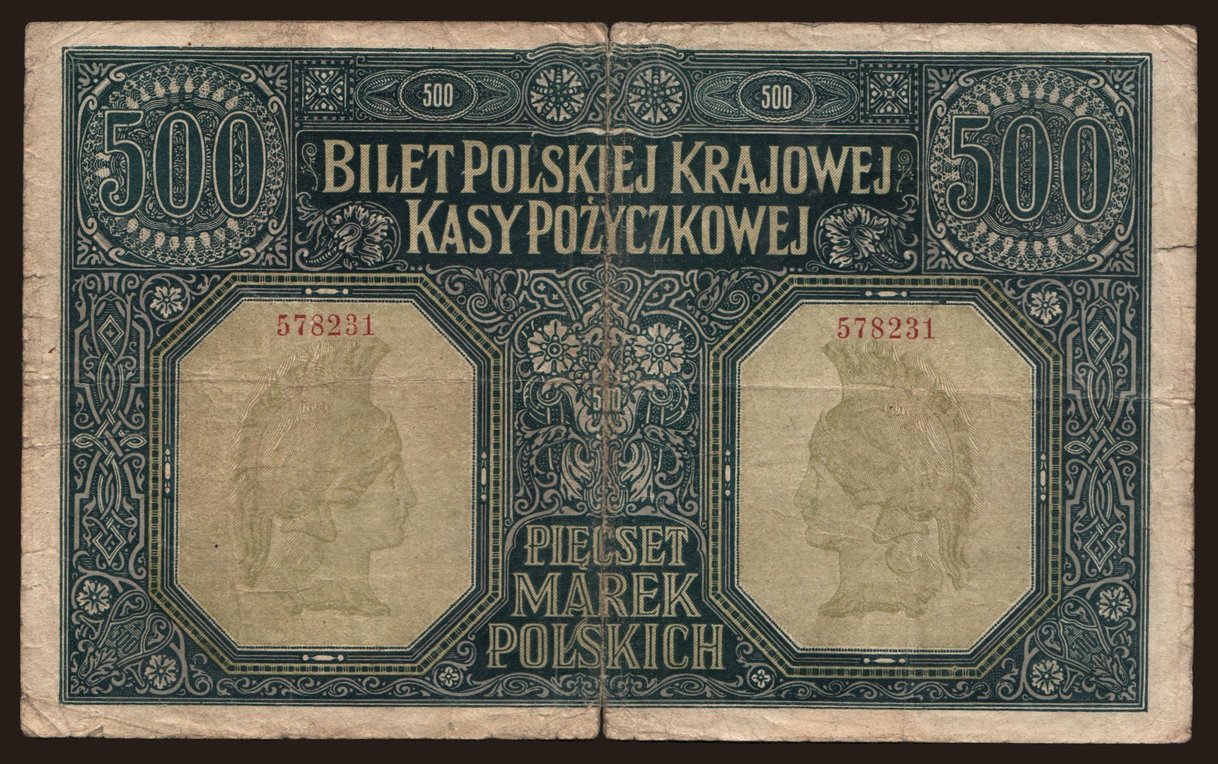 500 500 500 500
BILET POLSKIEJ KRAJOWEJ
KASY POŻYCZKOWEJ
578231 578231
500
PIĘĆSET
MAREK
POLSKICH